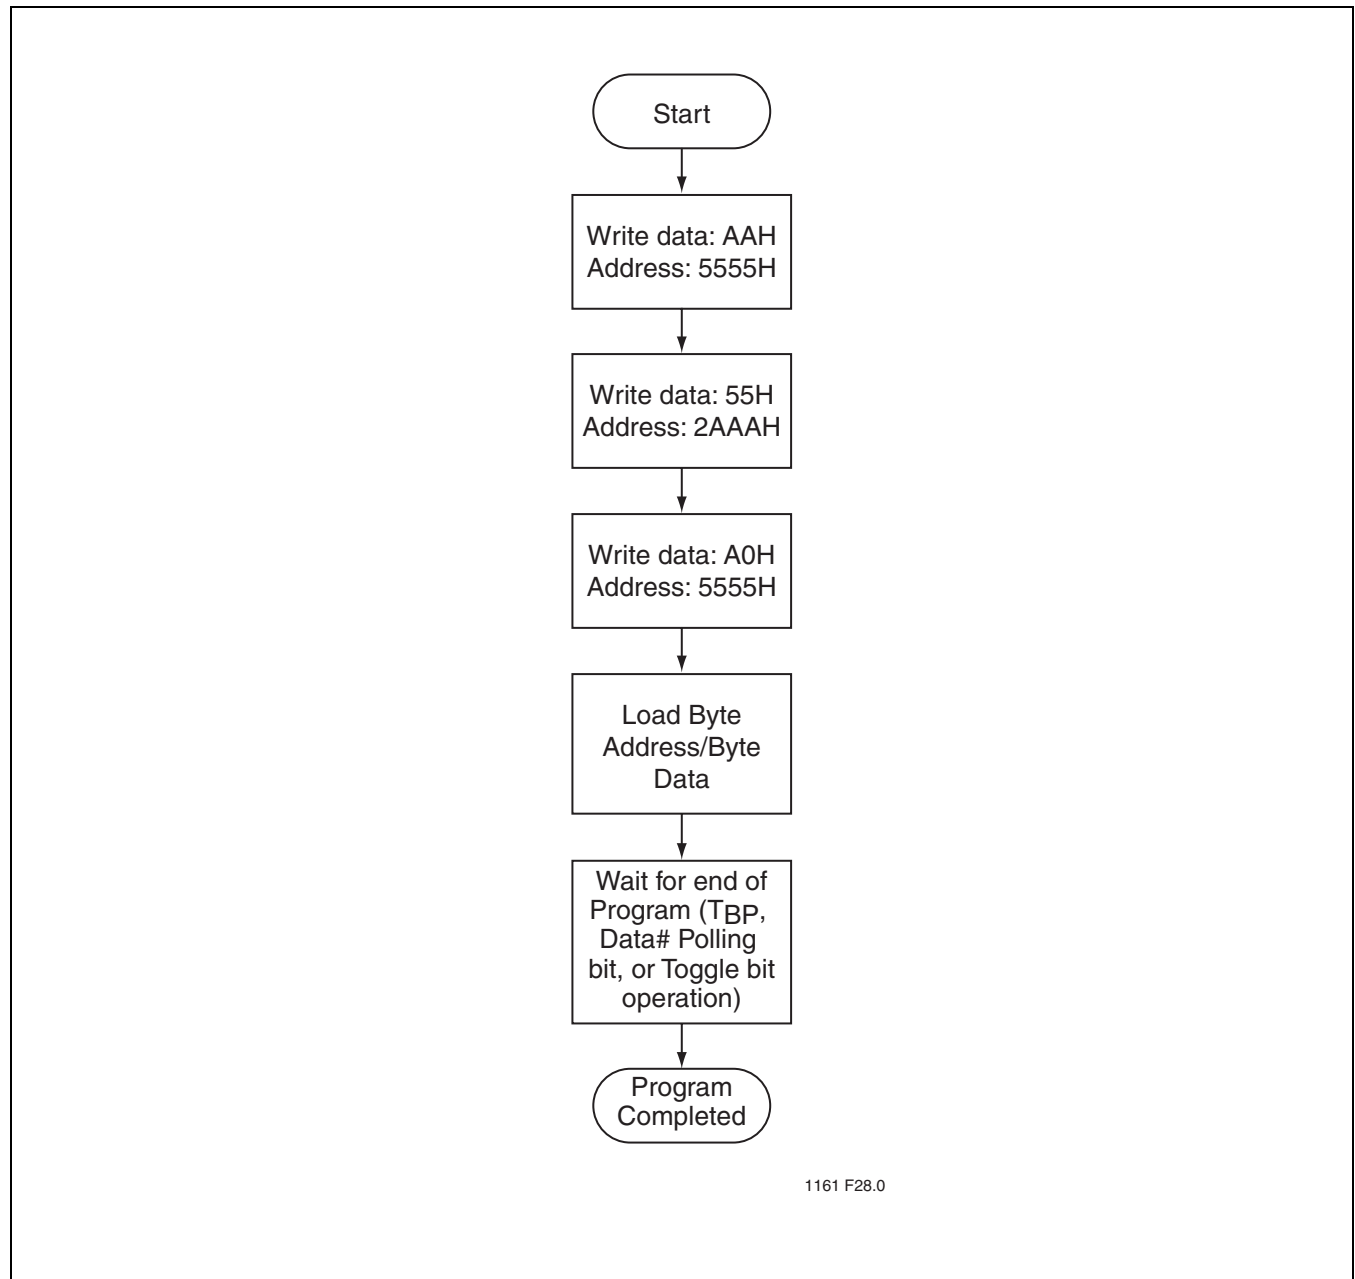 Start
Write data: AAH
Address: 5555H
Write data: 55H
Address: 2AAAH
Write data: A0H
Address: 5555H
Load Byte
Address/Byte
Data
Wait for end of
Program (TBP,
Data# Polling
bit, or Toggle bit
operation)
Program
Completed
1161 F28.0